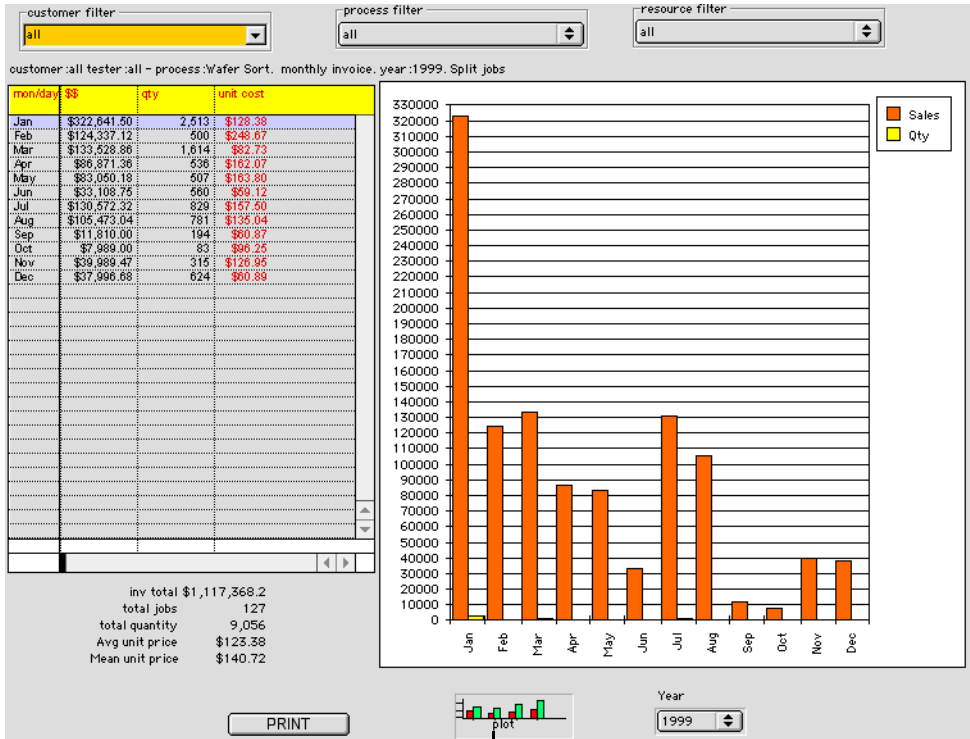 customer filter
process filter
resource filter
all
all
all
customer :all tester :all - process :Wafer Sort. monthly invoice. year :1999. Split jobs
mon/day $$ qty unit cost
Jan $322,641.50 2,513 $128.38
Feb $124,337.12 500 $248.67
Mar $133,528.86 1,614 $82.73
Apr $86,871.36 536 $162.07
May $83,050.18 507 $163.80
Jun $33,108.75 560 $59.12
Jul $130,572.32 829 $157.50
Aug $105,473.04 781 $135.04
Sep $11,810.00 194 $60.87
Oct $7,989.00 83 $96.25
Nov $39,989.47 315 $126.95
Dec $37,996.68 624 $60.89
inv total $1,117,368.2
total jobs 127
total quantity 9,056
Avg unit price $123.38
Mean unit price $140.72
330000
320000
310000
300000
290000
280000
270000
260000
250000
240000
230000
220000
210000
200000
190000
180000
170000
160000
150000
140000
130000
120000
110000
100000
90000
80000
70000
60000
50000
40000
30000
20000
10000
0
Jan Feb Mar Apr May Jun Jul Aug Sep Oct Nov Dec
Sales
Qty
PRINT
plot
Year
1999